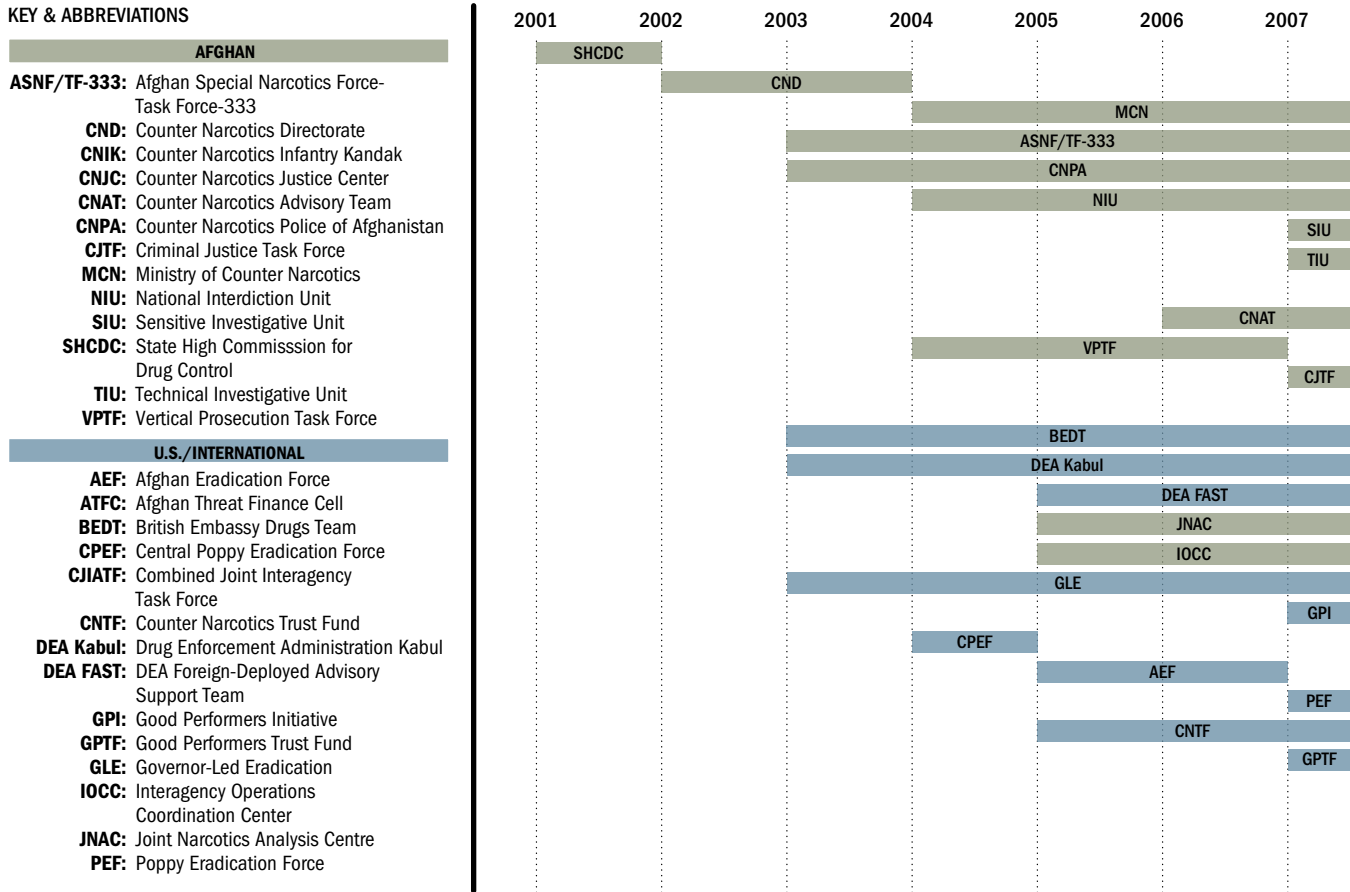 KEY & ABBREVIATIONS
AFGHAN
ASNF/TF-333: Afghan Special Narcotics Force-
Task Force-333
CND: Counter Narcotics Directorate
CNIK: Counter Narcotics Infantry Kandak
CNJC: Counter Narcotics Justice Center
CNAT: Counter Narcotics Advisory Team
CNPA: Counter Narcotics Police of Afghanistan
CJTF: Criminal Justice Task Force
MCN: Ministry of Counter Narcotics
NIU: National Interdiction Unit
SIU: Sensitive Investigative Unit
SHCDC: State High Commisssion for
Drug Control
TIU: Technical Investigative Unit
VPTF: Vertical Prosecution Task Force
U.S./INTERNATIONAL
AEF: Afghan Eradication Force
ATFC: Afghan Threat Finance Cell
BEDT: British Embassy Drugs Team
CPEF: Central Poppy Eradication Force
CJIATF: Combined Joint Interagency
Task Force
CNTF: Counter Narcotics Trust Fund
DEA Kabul: Drug Enforcement Administration Kabul
DEA FAST: DEA Foreign-Deployed Advisory
Support Team
GPI: Good Performers Initiative
GPTF: Good Performers Trust Fund
GLE: Governor-Led Eradication
IOCC: Interagency Operations
Coordination Center
JNAC: Joint Narcotics Analysis Centre
PEF: Poppy Eradication Force
2001 2002 2003 2004 2005 2006 2007
SHCDC
CND
MCN
ASNF/TF-333
CNPA
NIU
SIU
TIU
CNAT
VPTF
CJTF
BEDT
DEA Kabul
DEA FAST
JNAC
IOCC
GLE
GPI
CPEF
AEF
PEF
CNTF
GPTF